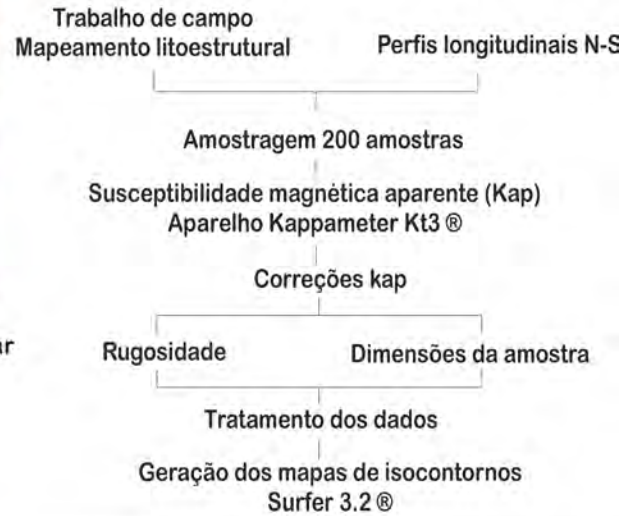 Trabalho de campo
Mapeamento litoestrutural
Perfis longitudinais N-S
Amostragem 200 amostras
Susceptibilidade magnética aparente (Kap)
Aparelho Kappameter Kt3 ®
Correções kap
Rugosidade
Dimensões da amostra
Tratamento dos dados
Geração dos mapas de isocontornos
Surfer 3.2 ®